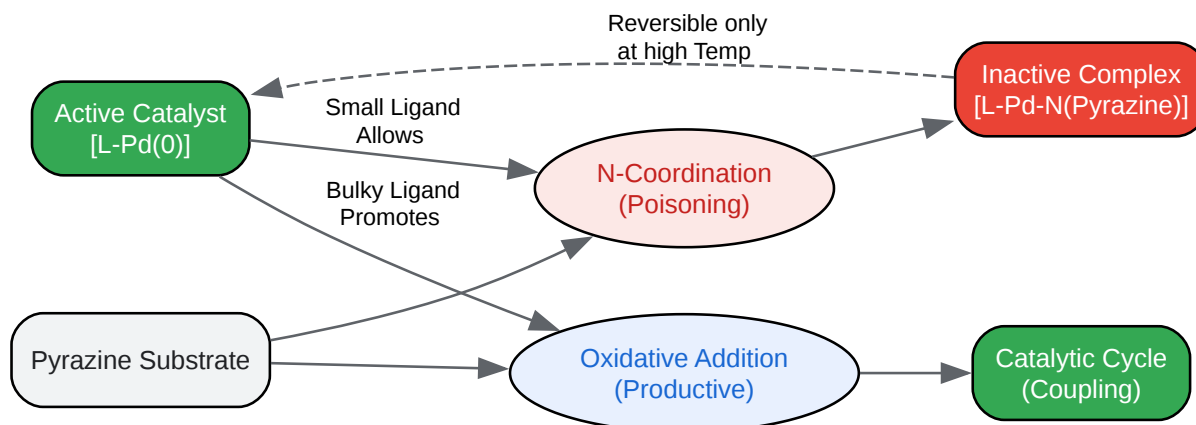 Reversible only
at high Temp
Inactive Complex
[L-Pd-N(Pyrazine)]
Active Catalyst
[L-Pd(0)]
Small Ligand
Allows
N-Coordination
(Poisoning)
Bulky Ligand
Promotes
Pyrazine Substrate
Oxidative Addition
(Productive)
Catalytic Cycle
(Coupling)